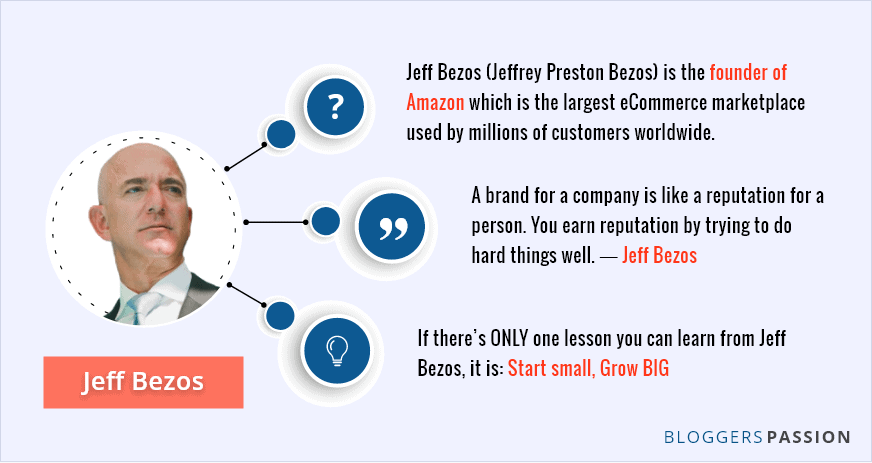 Jeff Bezos (Jeffrey Preston Bezos) is the founder of
Amazon which is the largest eCommerce marketplace
used by millions of customers worldwide.
?
A brand for a company is like a reputation for a
person. You earn reputation by trying to do
hard things well. — Jeff Bezos
”
If there’s ONLY one lesson you can learn from Jeff
Bezos, it is: Start small, Grow BIG
Jeff Bezos
BLOGGERSPASSION